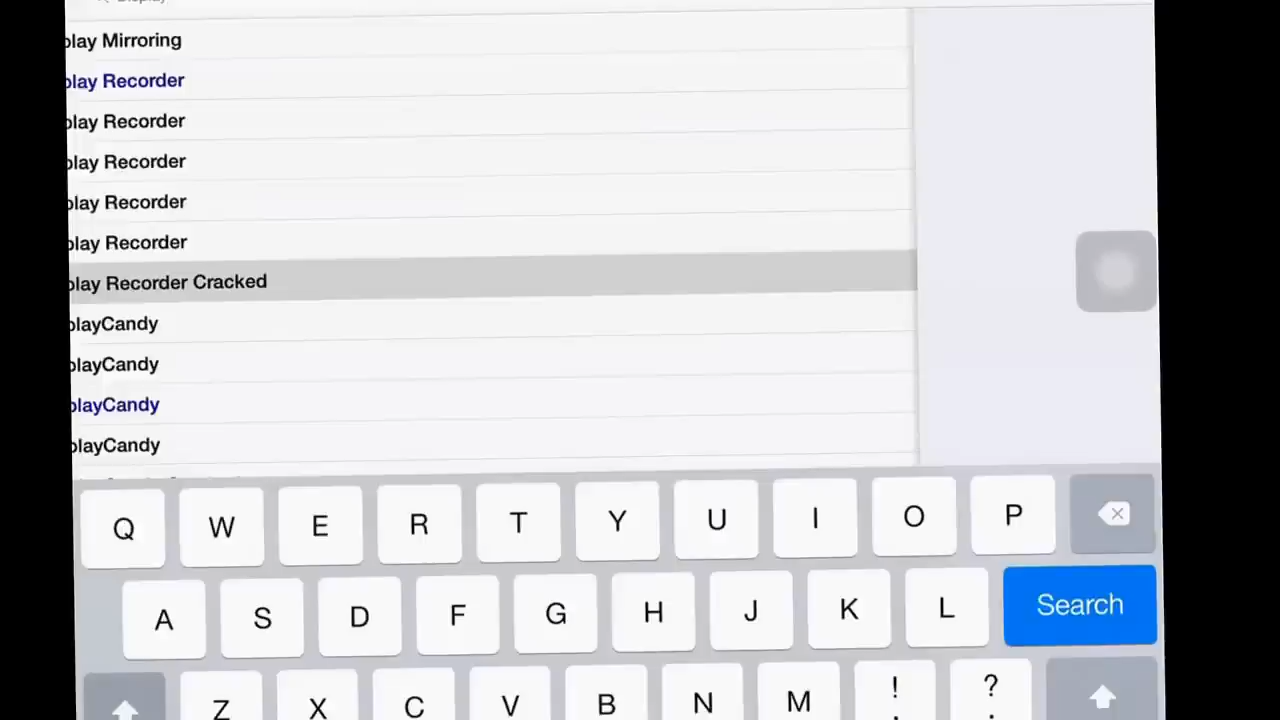 play Mirroring
play Recorder
play Recorder
play Recorder
play Recorder
play Recorder
play Recorder Cracked
playCandy
playCandy
playCandy
playCandy
Q W E R T Y U I O P
A S D F G H J K L Search
Z X C V B N M ! ?